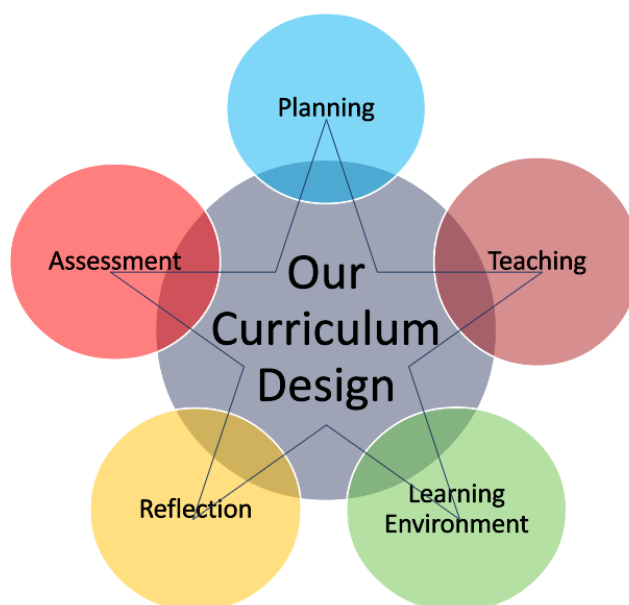 Planning
Assessment
Teaching
Our
Curriculum
Design
Reflection
Learning
Environment